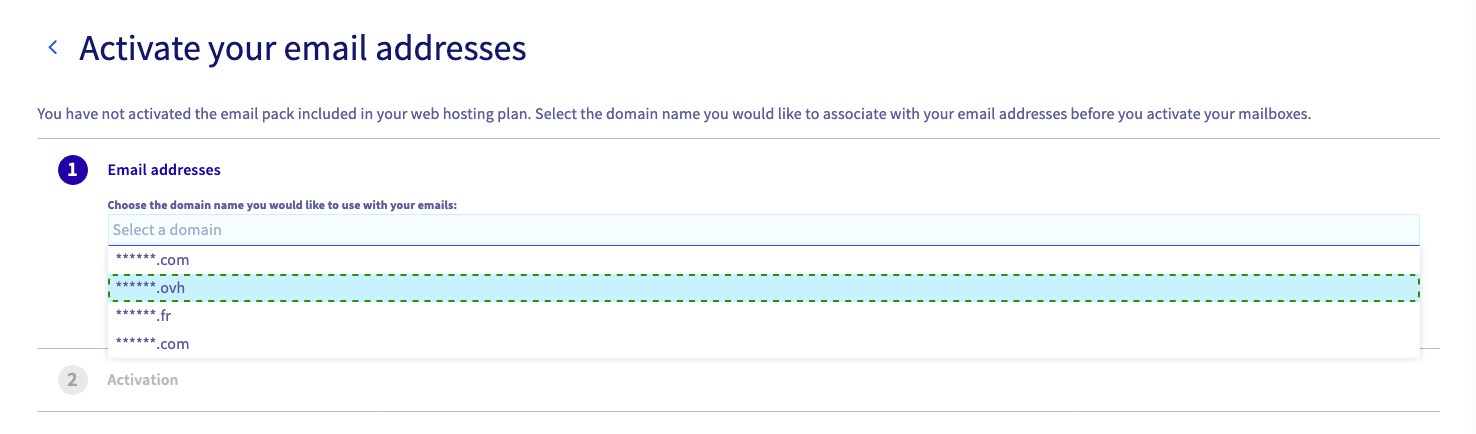 Activate your email addresses
You have not activated the email pack included in your web hosting plan. Select the domain name you would like to associate with your email addresses before you activate your mailboxes.
1 Email addresses
Choose the domain name you would like to use with your emails:
Select a domain
******.com
******.ovh
******.fr
******.com
2 Activation